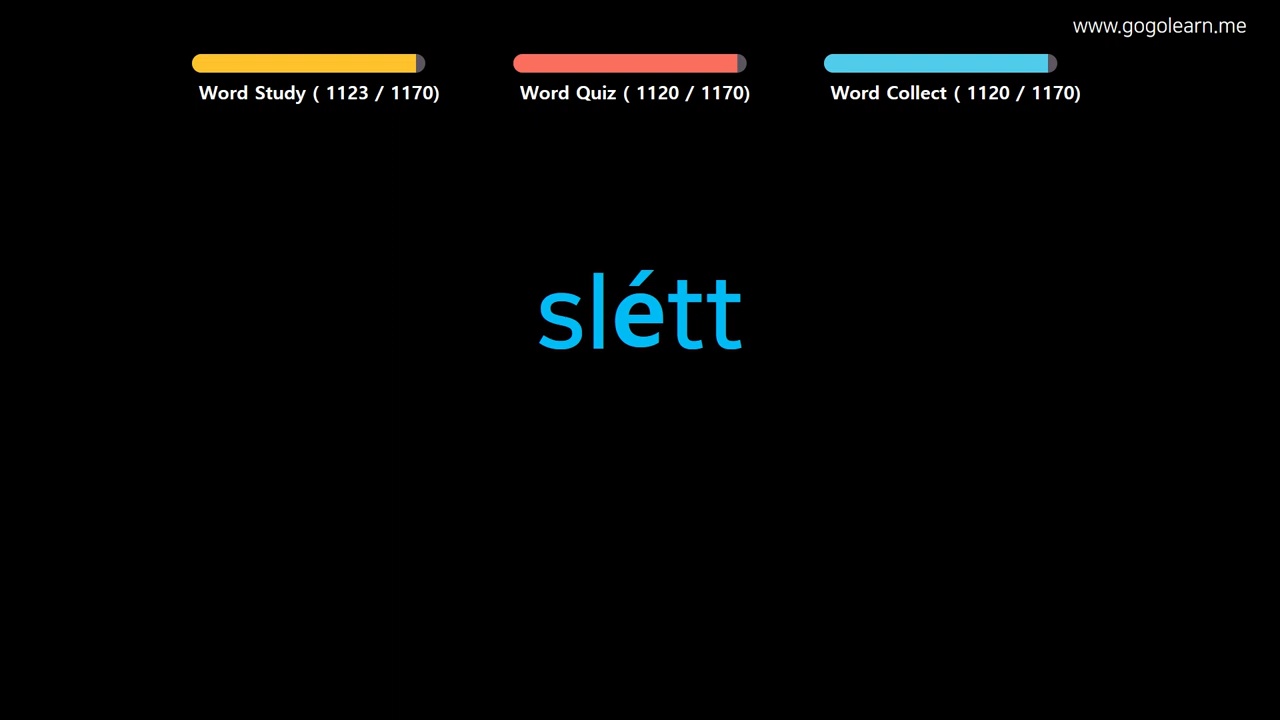 www.gogolearn.me
Word Study ( 1123 / 1170)
Word Quiz ( 1120 / 1170)
Word Collect ( 1120 / 1170)
slétt